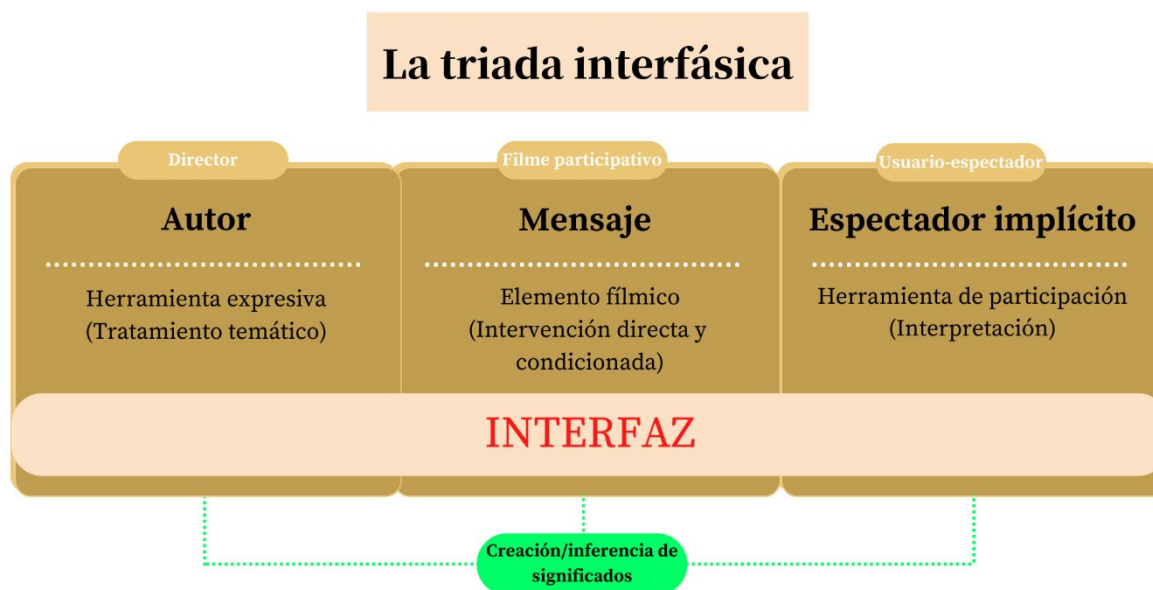 La triada interfásica
Director
Autor
Herramienta expresiva
(Tratamiento temático)
Filme participativo
Mensaje
Elemento fílmico
(Intervención directa y
condicionada)
Usuario-espectador
Espectador implícito
Herramienta de participación
(Interpretación)
INTERFAZ
Creación/inferencia de
significados